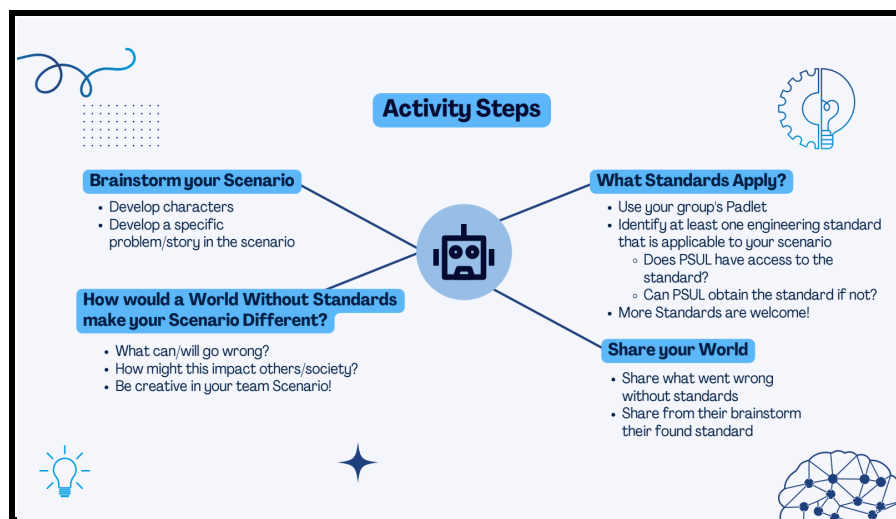 Activity Steps
Brainstorm your Scenario
• Develop characters
• Develop a specific
problem/story in the scenario
How would a World Without Standards
make your Scenario Different?
• What can/will go wrong?
• How might this impact others/society?
• Be creative in your team Scenario!
What Standards Apply?
• Use your group's Padlet
• Identify at least one engineering standard
that is applicable to your scenario
◦ Does PSUL have access to the
standard?
◦ Can PSUL obtain the standard if not?
• More Standards are welcome!
Share your World
• Share what went wrong
without standards
• Share from their brainstorm
their found standard